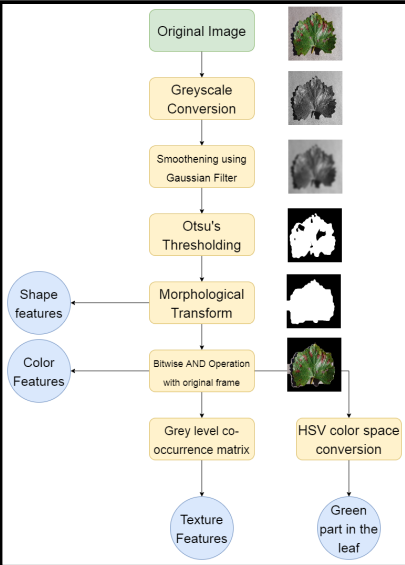 Original Image
Greyscale
Conversion
Smoothening using
Gaussian Filter
Otsu's
Thresholding
Shape
features
Morphological
Transform
Color
Features
Bitwise AND Operation
with original frame
Grey level co-
occurrence matrix
HSV color space
conversion
Texture
Features
Green
part in the
leaf